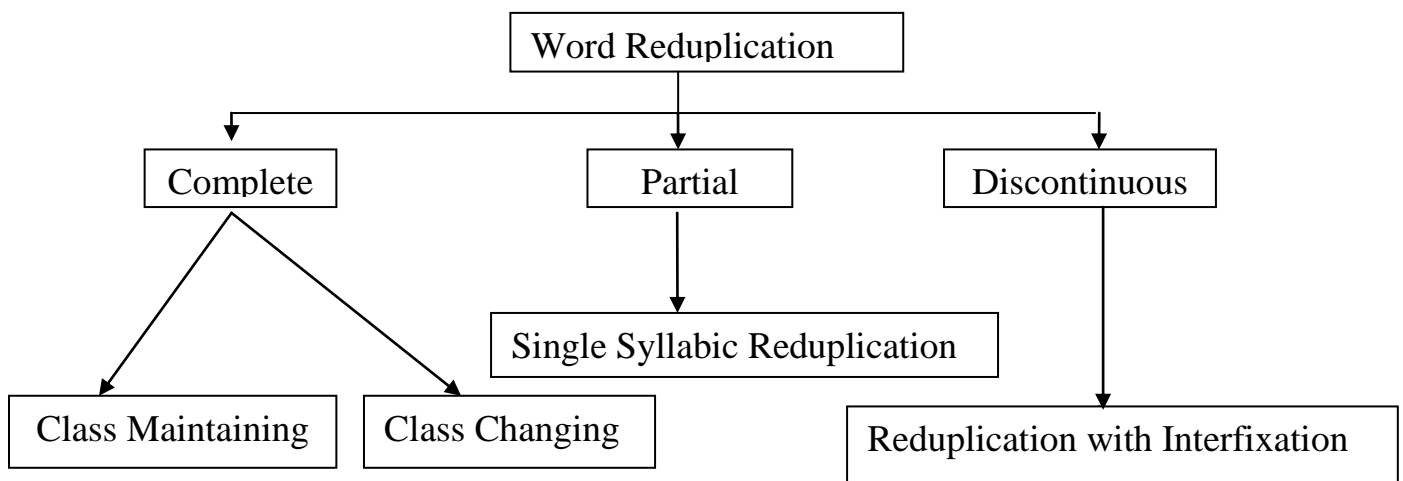 Word Reduplication
Complete
Partial
Discontinuous
Single Syllabic Reduplication
Class Maintaining
Class Changing
Reduplication with Interfixation